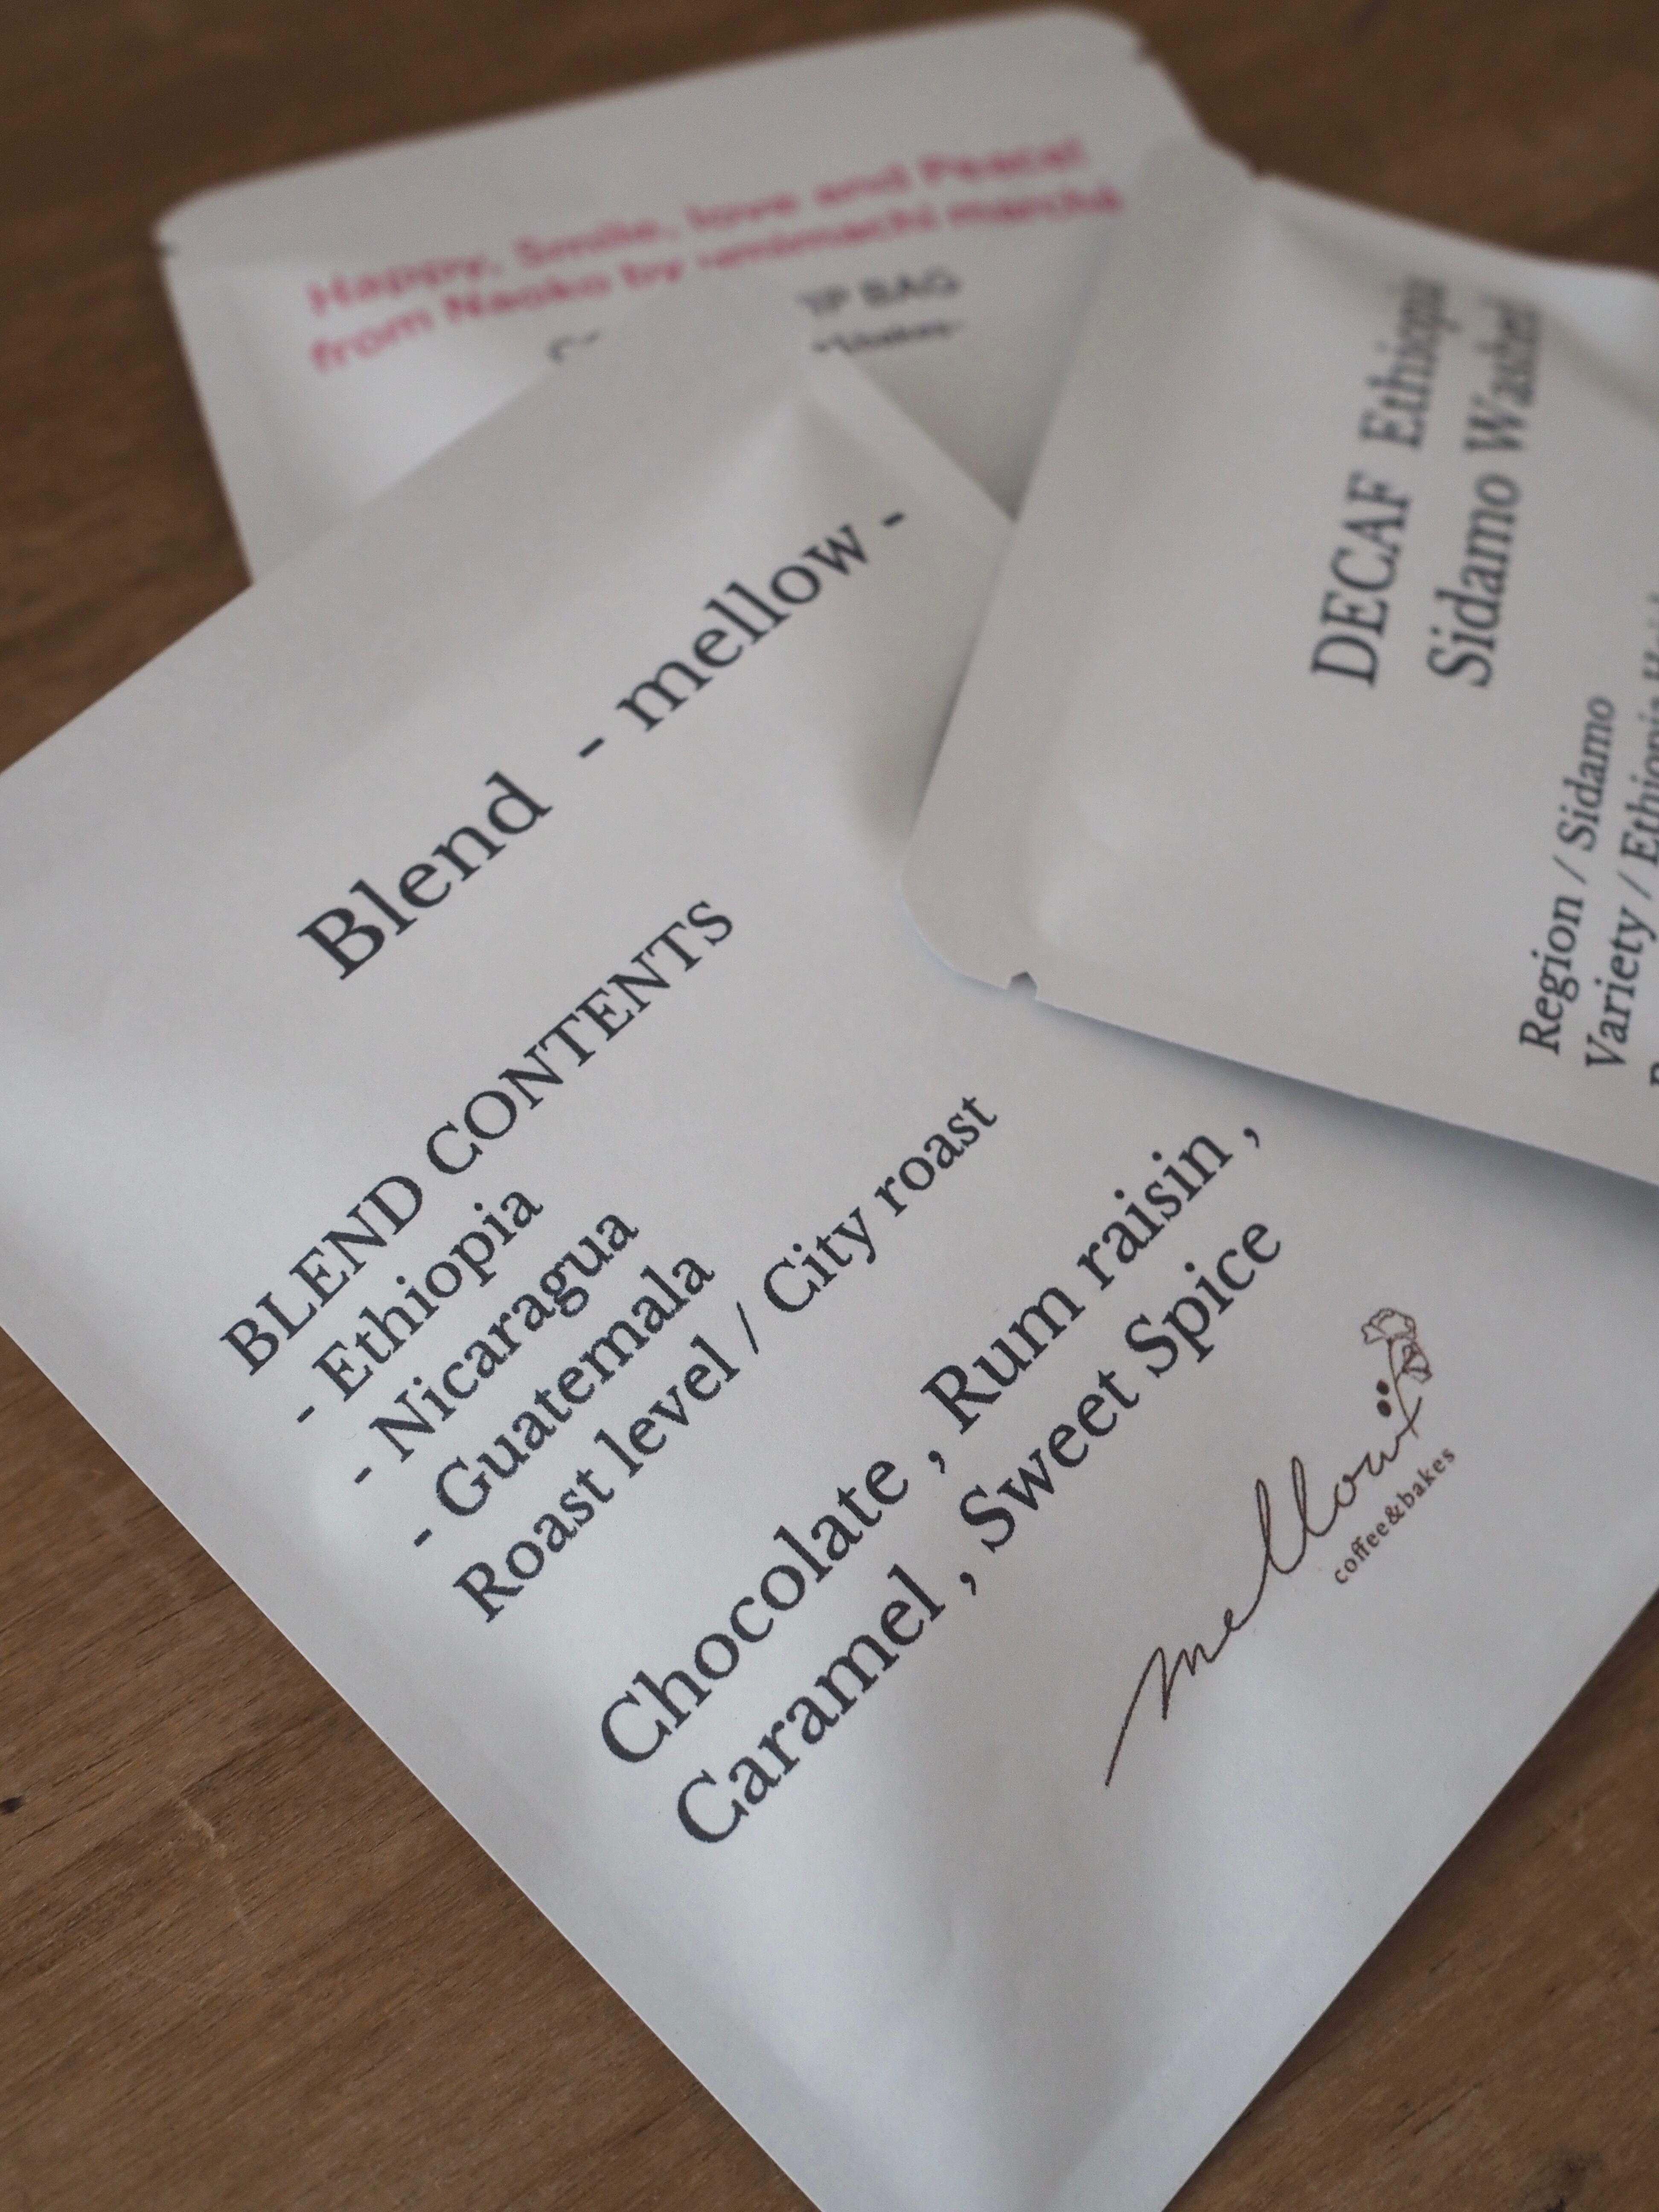 Happy, Smile, love and Peace!
from Naoko by umimachi marché
BAG
Blend - mellow -
BLEND CONTENTS
- Ethiopia
- Nicaragua
- Guatemala
Roast level / City roast
Chocolate , Rum raisin ,
Caramel , Sweet Spice
mellow
coffee&bakes
DECAF Ethiopia
Sidamo Washed
Region / Sidamo
Variety / Ethiopia